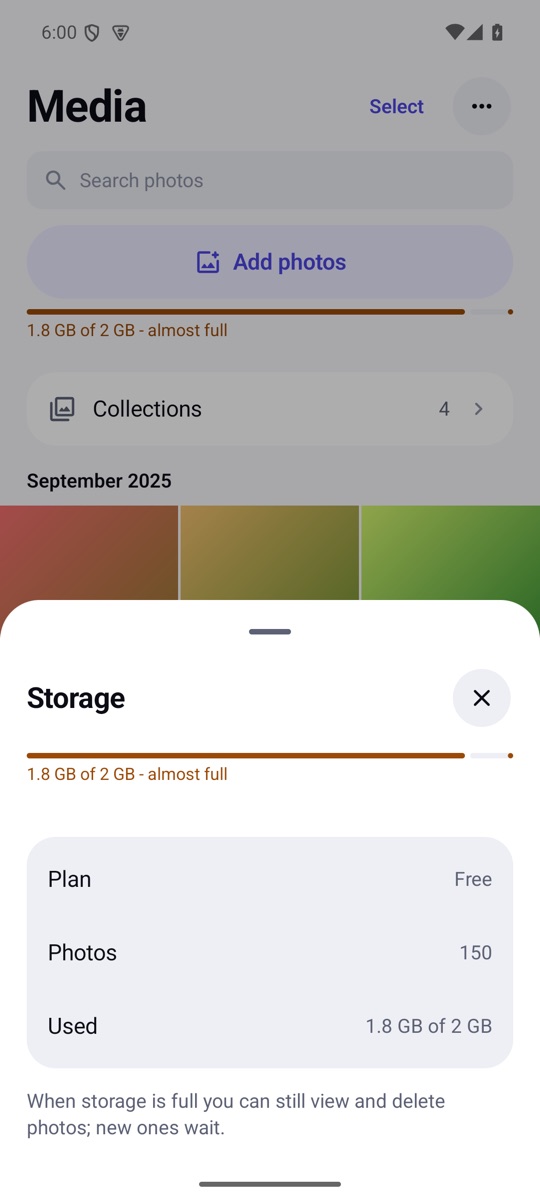 6:00
Media
Select
Search photos
Add photos
1.8 GB of 2 GB - almost full
Collections
4
September 2025
Storage
1.8 GB of 2 GB - almost full
Plan
Free
Photos
150
Used
1.8 GB of 2 GB
When storage is full you can still view and delete
photos; new ones wait.